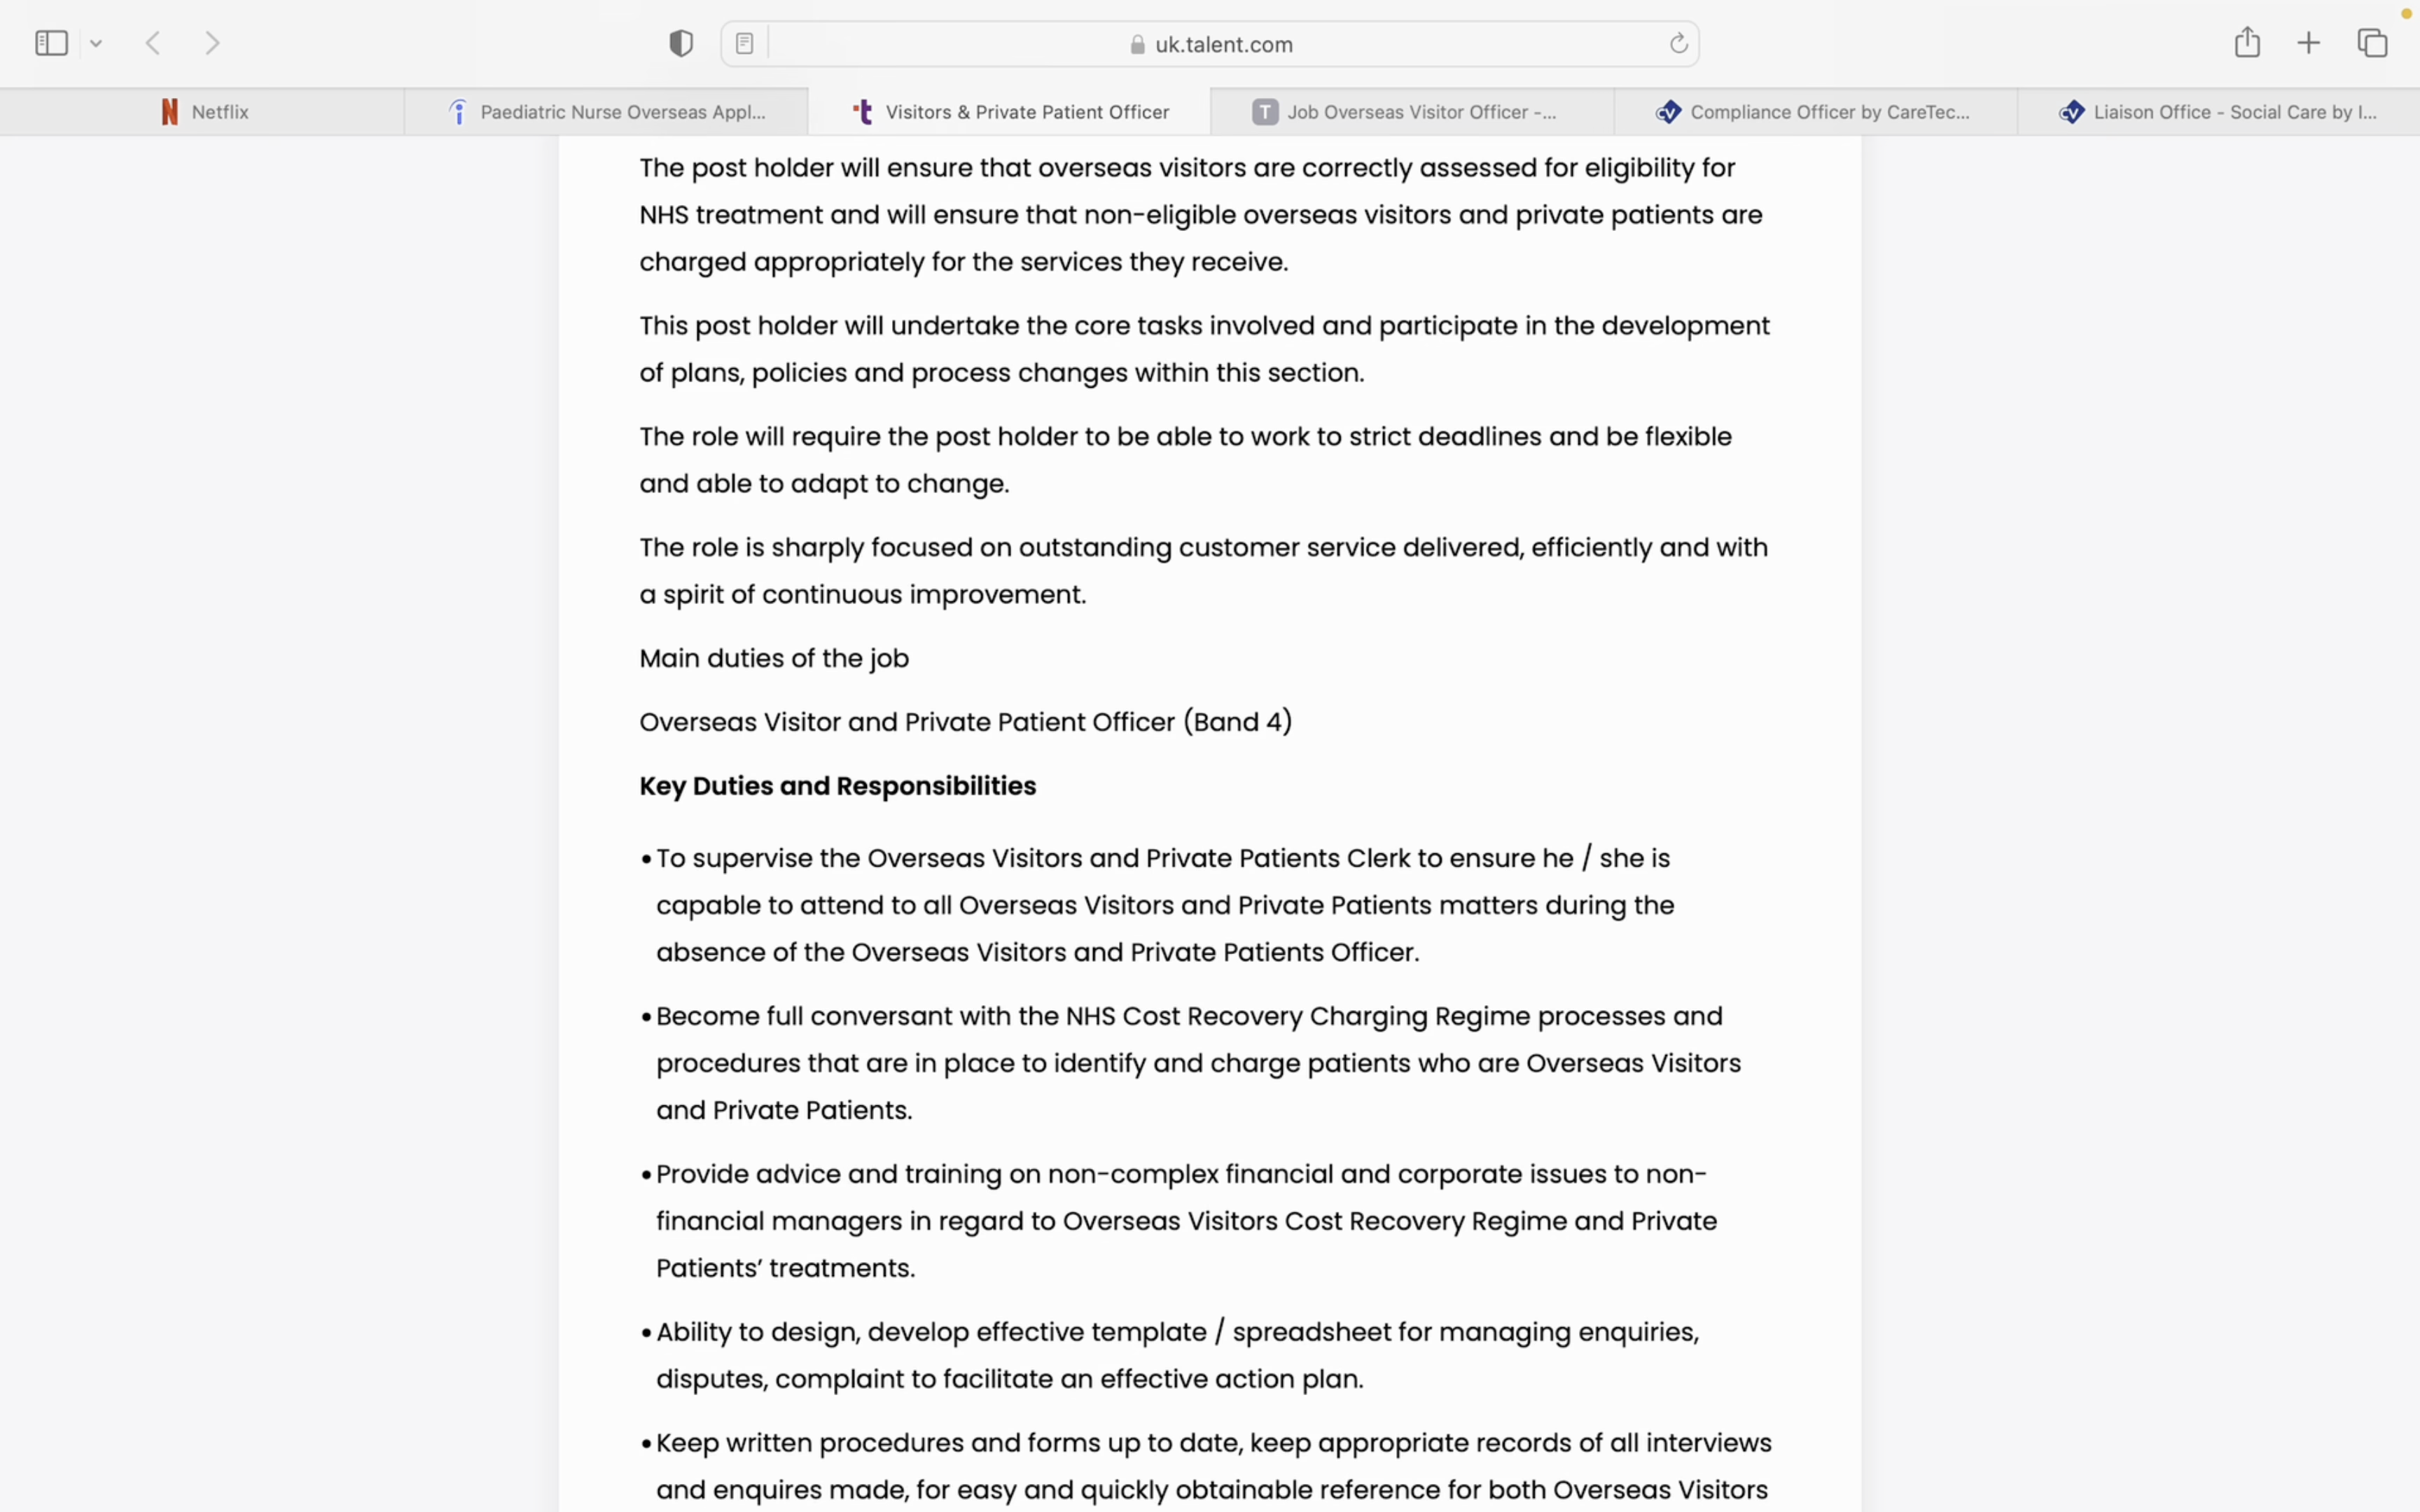 uk.talent.com
Netflix
Paediatric Nurse Overseas Appl...
Visitors & Private Patient Officer
T Job Overseas Visitor Officer -...
Compliance Officer by CareTec...
Liaison Office - Social Care by I...
The post holder will ensure that overseas visitors are correctly assessed for eligibility for
NHS treatment and will ensure that non-eligible overseas visitors and private patients are
charged appropriately for the services they receive.
This post holder will undertake the core tasks involved and participate in the development
of plans, policies and process changes within this section.
The role will require the post holder to be able to work to strict deadlines and be flexible
and able to adapt to change.
The role is sharply focused on outstanding customer service delivered, efficiently and with
a spirit of continuous improvement.
Main duties of the job
Overseas Visitor and Private Patient Officer (Band 4)
Key Duties and Responsibilities
• To supervise the Overseas Visitors and Private Patients Clerk to ensure he / she is
capable to attend to all Overseas Visitors and Private Patients matters during the
absence of the Overseas Visitors and Private Patients Officer.
• Become full conversant with the NHS Cost Recovery Charging Regime processes and
procedures that are in place to identify and charge patients who are Overseas Visitors
and Private Patients.
• Provide advice and training on non-complex financial and corporate issues to non-
financial managers in regard to Overseas Visitors Cost Recovery Regime and Private
Patients’ treatments.
• Ability to design, develop effective template / spreadsheet for managing enquiries,
disputes, complaint to facilitate an effective action plan.
• Keep written procedures and forms up to date, keep appropriate records of all interviews
and enquires made, for easy and quickly obtainable reference for both Overseas Visitors